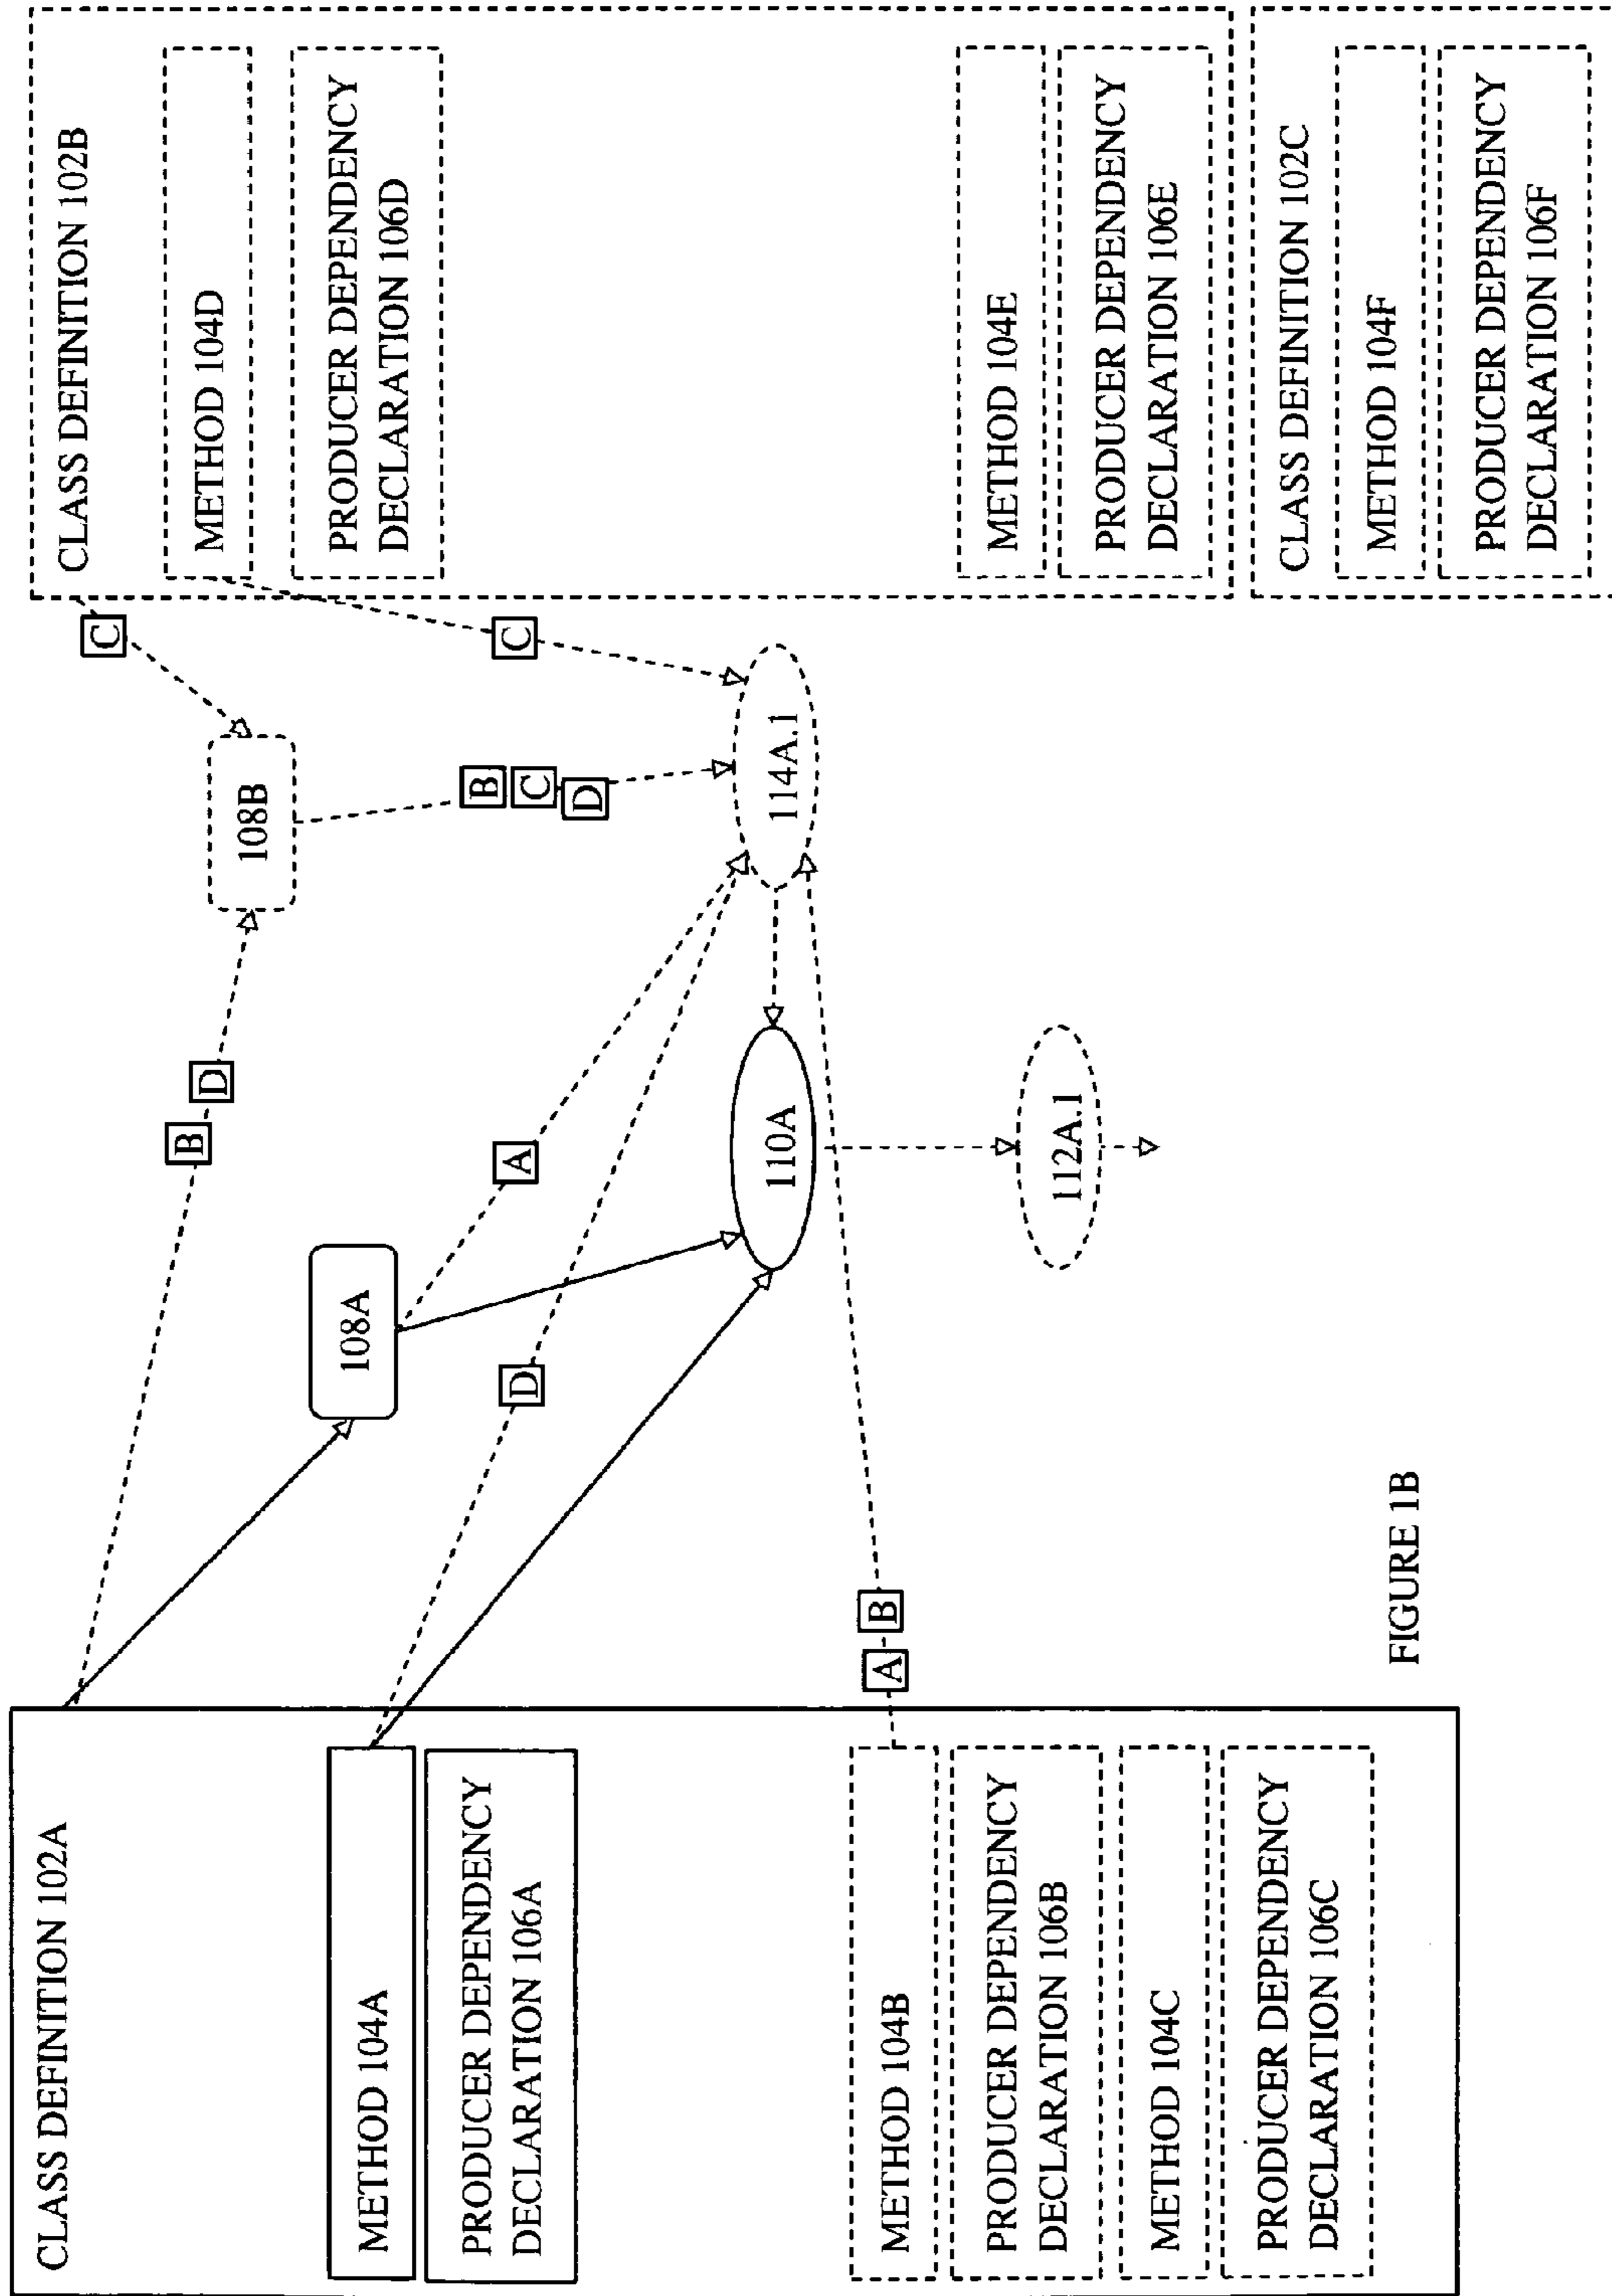 CLASS DEFINITION 102A
METHOD 104A
PRODUCER DEPENDENCY
DECLARATION 106A
METHOD 104B
PRODUCER DEPENDENCY
DECLARATION 106B
METHOD 104C
PRODUCER DEPENDENCY
DECLARATION 106C
B
D
108A
108B
A
D
B
C
D
C
C
A
B
110A
114A.1
112A.1
CLASS DEFINITION 102B
METHOD 104D
PRODUCER DEPENDENCY
DECLARATION 106D
METHOD 104E
PRODUCER DEPENDENCY
DECLARATION 106E
CLASS DEFINITION 102C
METHOD 104F
PRODUCER DEPENDENCY
DECLARATION 106F
FIGURE 1B